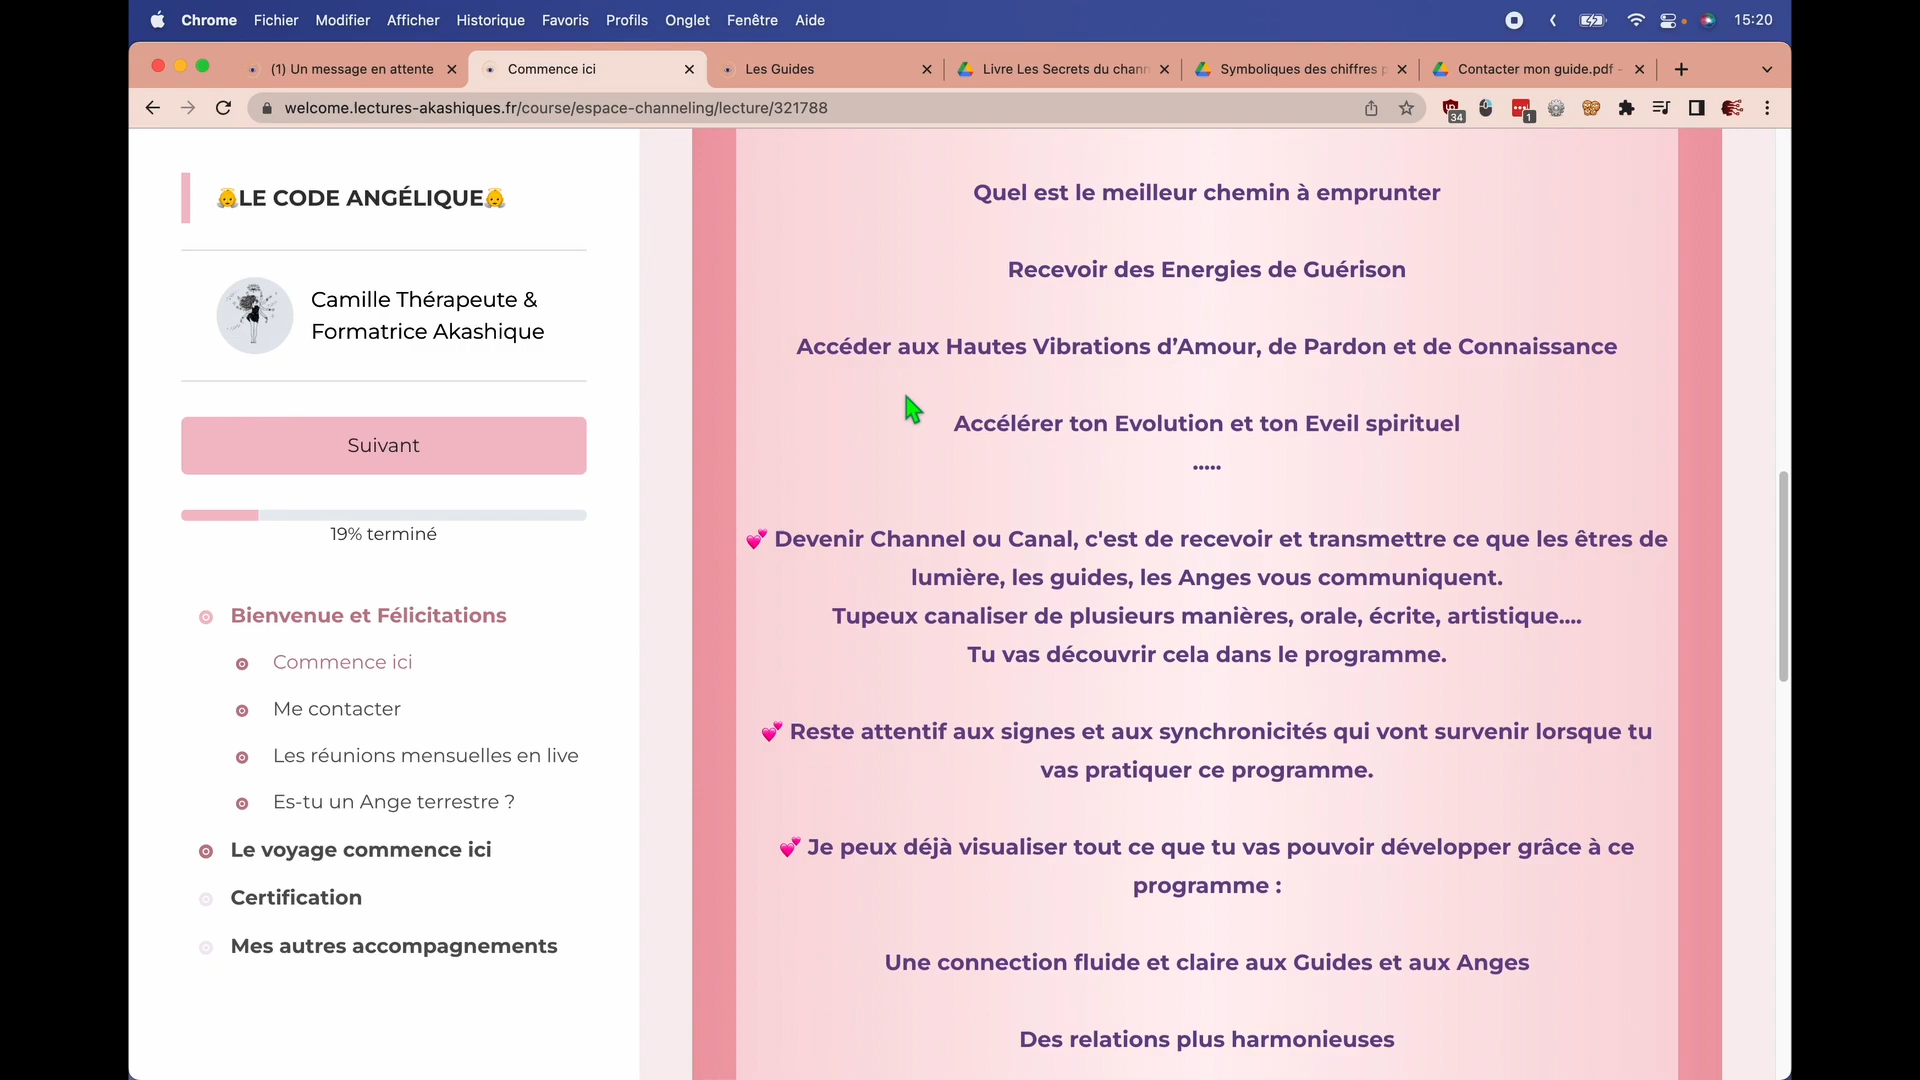 Chrome Fichier Modifier Afficher Historique Favoris Profils Onglet Fenêtre Aide 15:20
(1) Un message en attente Commence ici Les Guides Livre Les Secrets du chann Symboliques des chiffres p Contacter mon guide.pdf -
welcome.lectures-akashiques.fr/course/espace-channeling/lecture/321788 34 1
👼LE CODE ANGÉLIQUE👼
Camille Thérapeute &
Formatrice Akashique
Suivant
19% terminé
Bienvenue et Félicitations
Commence ici
Me contacter
Les réunions mensuelles en live
Es-tu un Ange terrestre ?
Le voyage commence ici
Certification
Mes autres accompagnements
Quel est le meilleur chemin à emprunter
Recevoir des Energies de Guérison
Accéder aux Hautes Vibrations d’Amour, de Pardon et de Connaissance
Accélérer ton Evolution et ton Eveil spirituel
.....
💕 Devenir Channel ou Canal, c'est de recevoir et transmettre ce que les êtres de
lumière, les guides, les Anges vous communiquent.
Tupeux canaliser de plusieurs manières, orale, écrite, artistique....
Tu vas découvrir cela dans le programme.
💕 Reste attentif aux signes et aux synchronicités qui vont survenir lorsque tu
vas pratiquer ce programme.
💕 Je peux déjà visualiser tout ce que tu vas pouvoir développer grâce à ce
programme :
Une connection fluide et claire aux Guides et aux Anges
Des relations plus harmonieuses